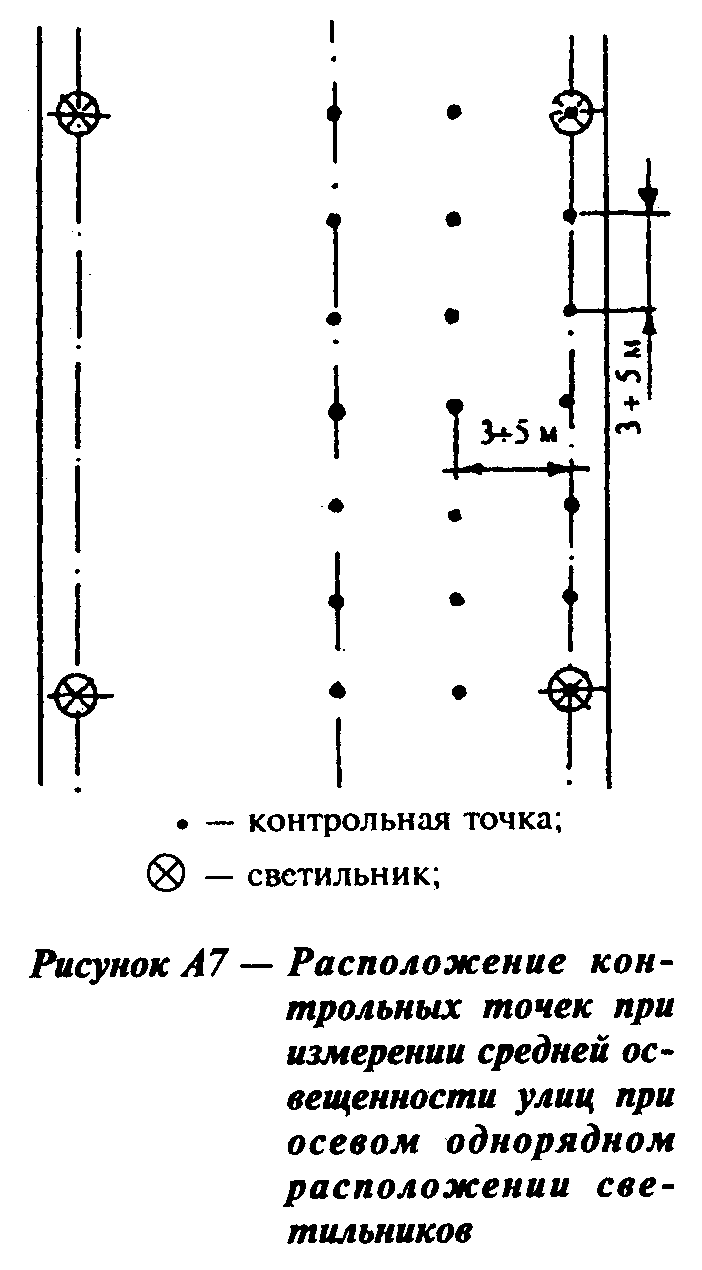 3÷5 м
3÷5 м
• — контрольная точка;
⊗ — светильник;
Рисунок А7 — Расположение кон-
трольных точек при
измерении средней ос-
вещенности улиц при
осевом однорядном
расположении све-
тильников